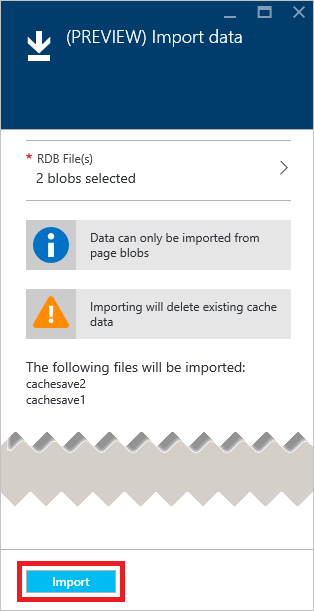 (PREVIEW) Import data
* RDB File(s)
2 blobs selected
Data can only be imported from
page blobs
Importing will delete existing cache
data
The following files will be imported:
cachesave2
cachesave1
Import